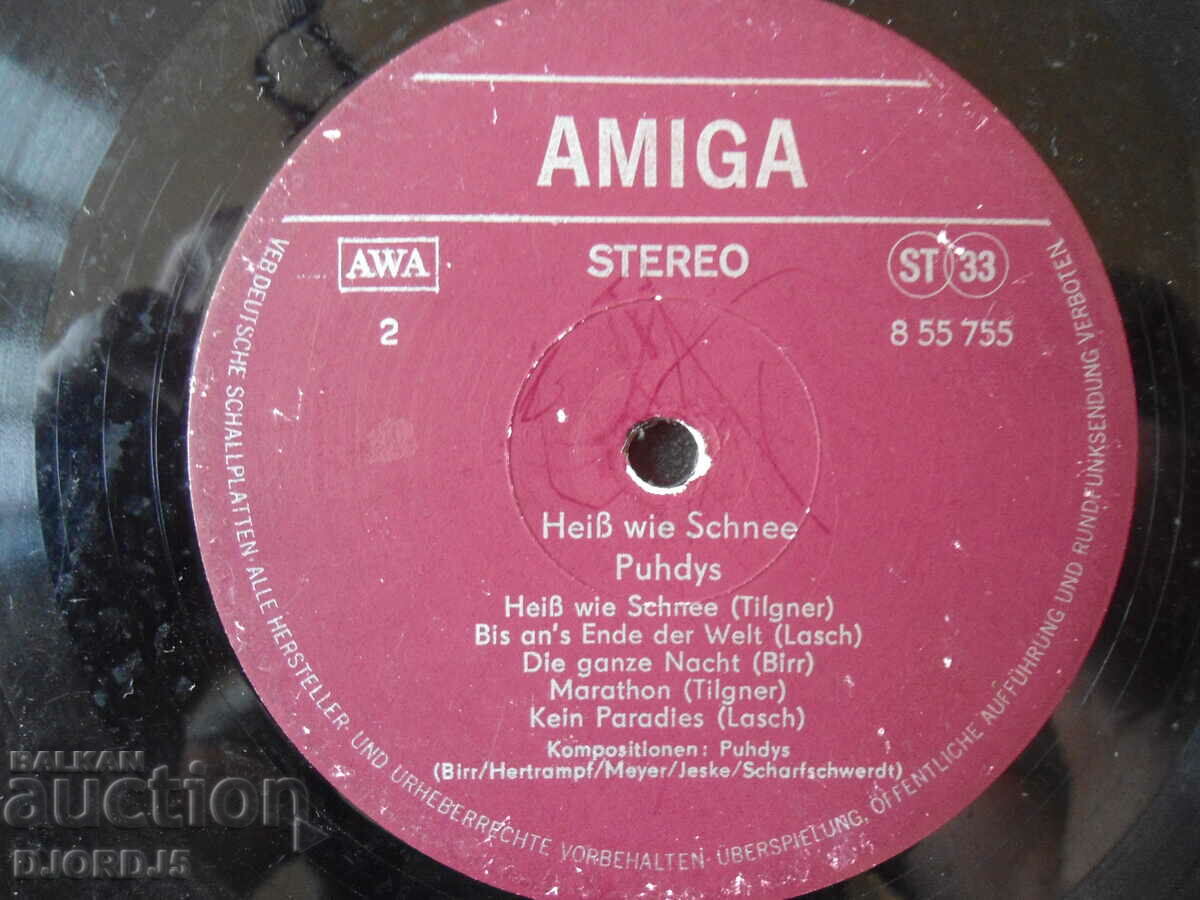 AMIGA
AWA
STEREO
ST 33
2
8 55 755
Heiß wie Schnee
Puhdys
Heiß wie Schnee (Tilgner)
Bis an's Ende der Welt (Lasch)
Die ganze Nacht (Birr)
Marathon (Tilgner)
Kein Paradies (Lasch)
Kompositionen: Puhdys
(Birr/Hertrampf/Meyer/Jeske/Scharfschwerdt)
VEB DEUTSCHE SCHALLPLATTEN · ALLE HERSTELLER- UND URHEBERRECHTE VORBEHALTEN · ÜBERSPIELUNG, ÖFFENTLICHE AUFFÜHRUNG UND RUNDFUNKSENDUNG VERBOTEN
BALKAN
auction
DJORDJ5